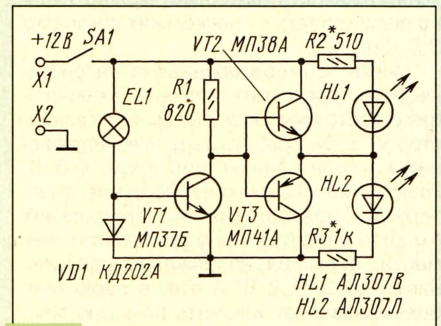 +12В
SA1
VT2 МП38А
R2* 510
X1
EL1
R1
820
HL1
X2
HL2
VT1
МП37Б
VT3
МП41А
R3* 1к
VD1 КД202А
HL1 АЛ307В
HL2 АЛ307Л